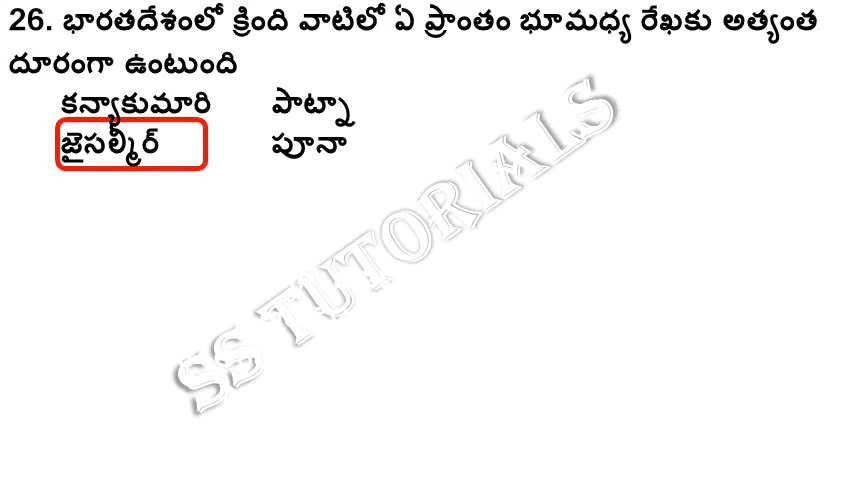 26. భారతదేశంలో క్రింది వాటిలో ఏ ప్రాంతం భూమధ్య రేఖకు అత్యంత
దూరంగా ఉంటుంది
కన్యాకుమారి పాట్నా
జైసల్మీర్ పూనా
SS TUTORIALS